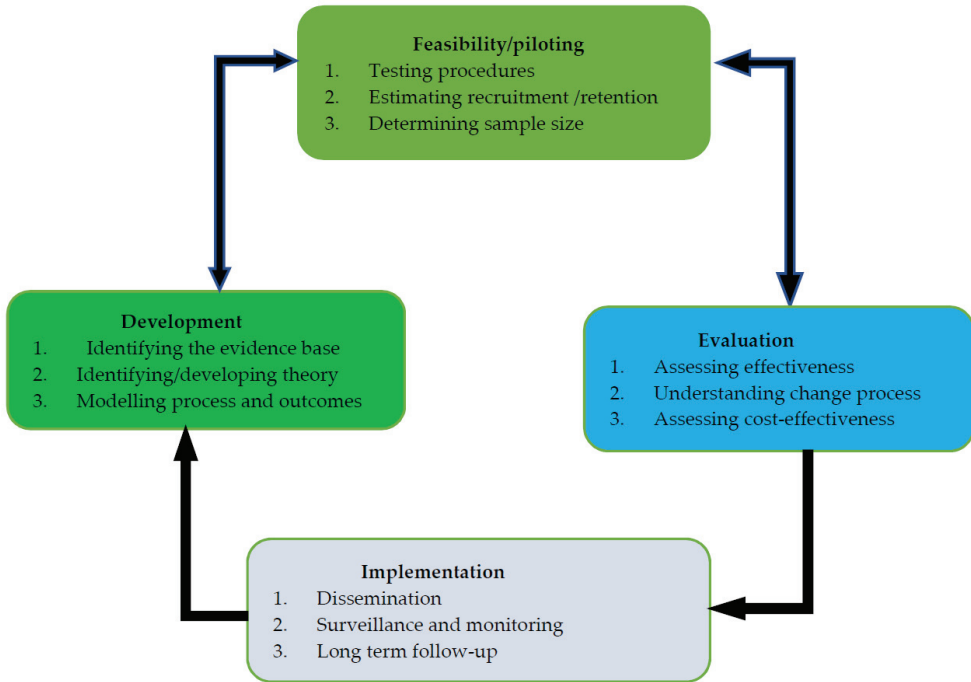 Feasibility/piloting
1. Testing procedures
2. Estimating recruitment /retention
3. Determining sample size
Development
1. Identifying the evidence base
2. Identifying/developing theory
3. Modelling process and outcomes
Evaluation
1. Assessing effectiveness
2. Understanding change process
3. Assessing cost-effectiveness
Implementation
1. Dissemination
2. Surveillance and monitoring
3. Long term follow-up